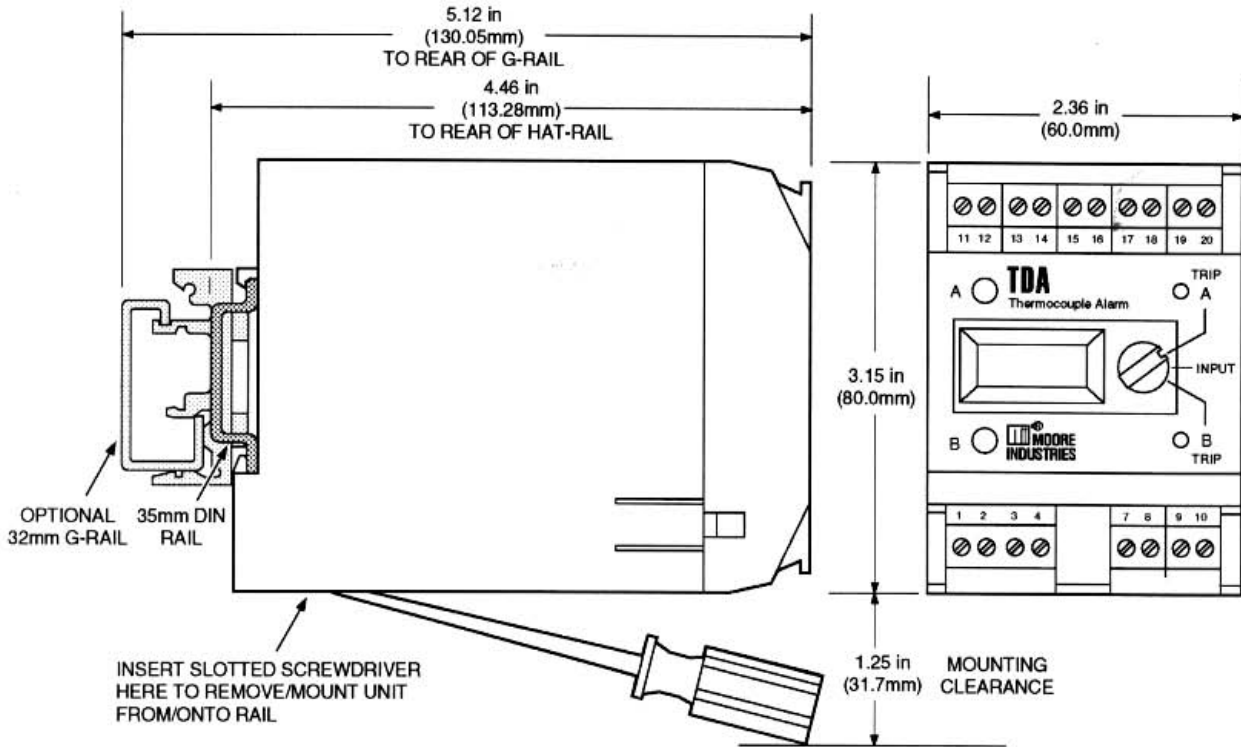 5.12 in
(130.05mm)
TO REAR OF G-RAIL
4.46 in
(113.28mm)
TO REAR OF HAT-RAIL
2.36 in
(60.0mm)
11 12 13 14 15 16 17 18 19 20
A
TDA
Thermocouple Alarm
TRIP
A
INPUT
B
®
MOORE
INDUSTRIES
B
TRIP
3.15 in
(80.0mm)
1 2 3 4 7 8 9 10
OPTIONAL
32mm G-RAIL
35mm DIN
RAIL
INSERT SLOTTED SCREWDRIVER
HERE TO REMOVE/MOUNT UNIT
FROM/ONTO RAIL
1.25 in
(31.7mm)
MOUNTING
CLEARANCE